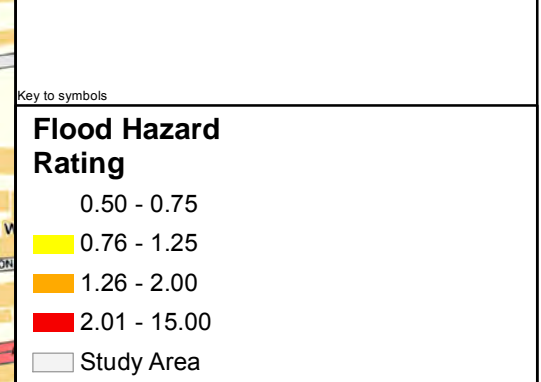 Key to symbols
Flood Hazard
Rating
0.50 - 0.75
0.76 - 1.25
1.26 - 2.00
2.01 - 15.00
Study Area